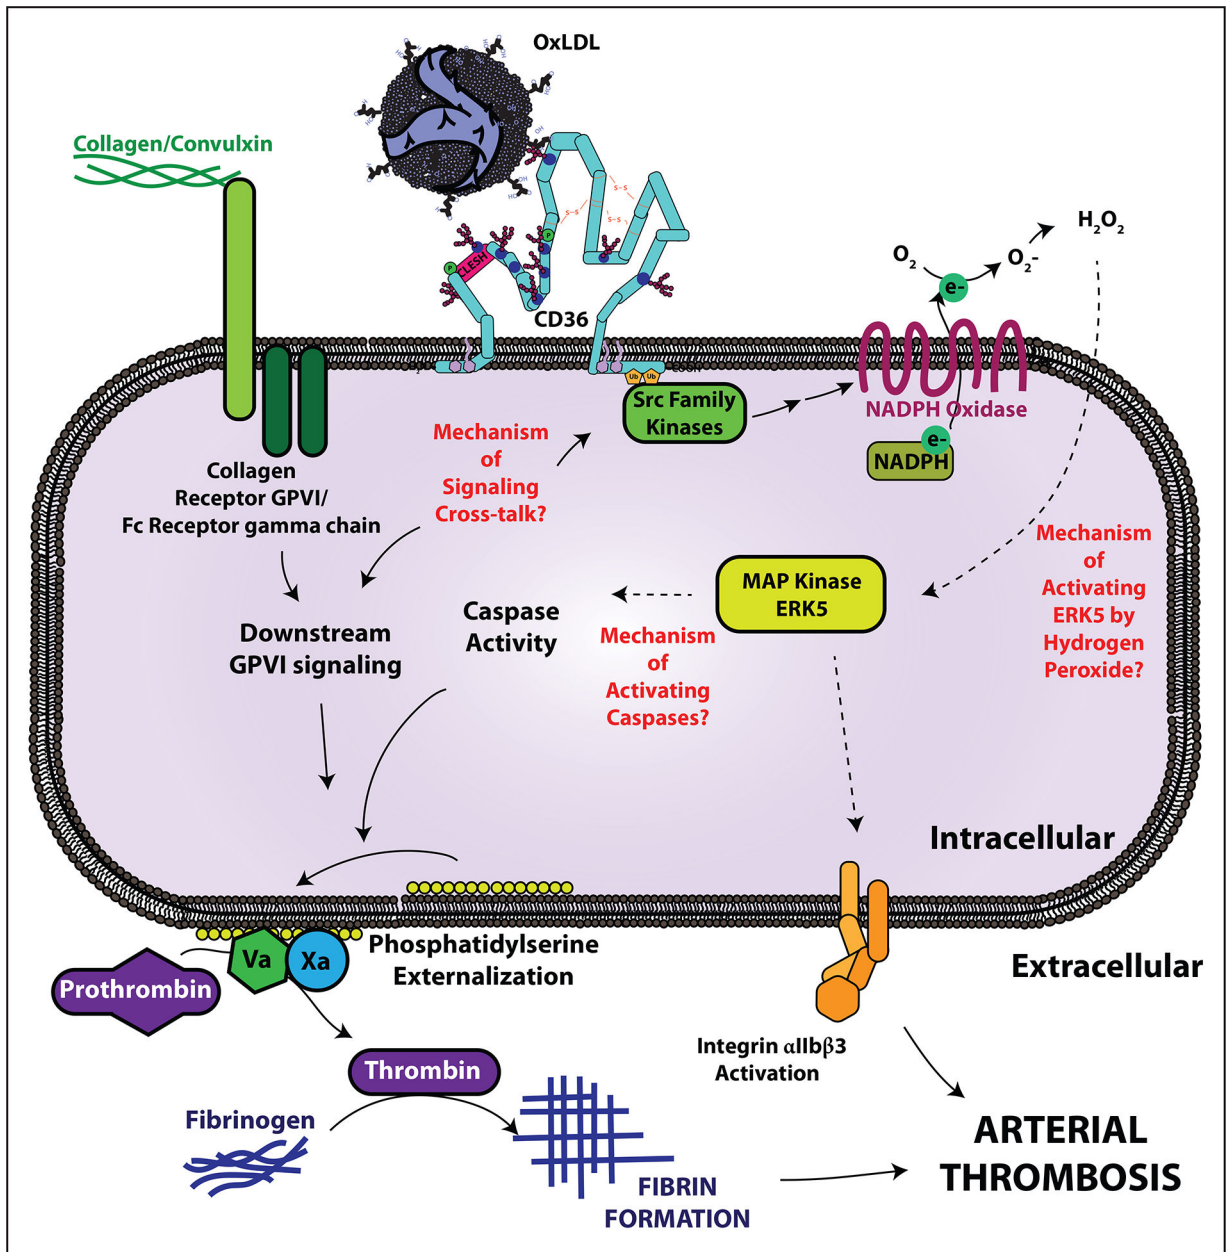 OxLDL
Collagen/Convulxin
S-S
S-S
S-S
P
P
CLESH
CD36
O2
e-
O2-
H2O2
Ub
Ub
Src Family
Kinases
NADPH Oxidase
e-
NADPH
Mechanism
of
Signaling
Cross-talk?
Collagen
Receptor GPVI/
Fc Receptor gamma chain
Mechanism
of
Activating
ERK5 by
Hydrogen
Peroxide?
MAP Kinase
ERK5
Caspase
Activity
Mechanism
of
Activating
Caspases?
Downstream
GPVI signaling
Intracellular
Extracellular
Phosphatidylserine
Externalization
Va
Xa
Prothrombin
Thrombin
Integrin αIIbβ3
Activation
Fibrinogen
FIBRIN
FORMATION
ARTERIAL
THROMBOSIS